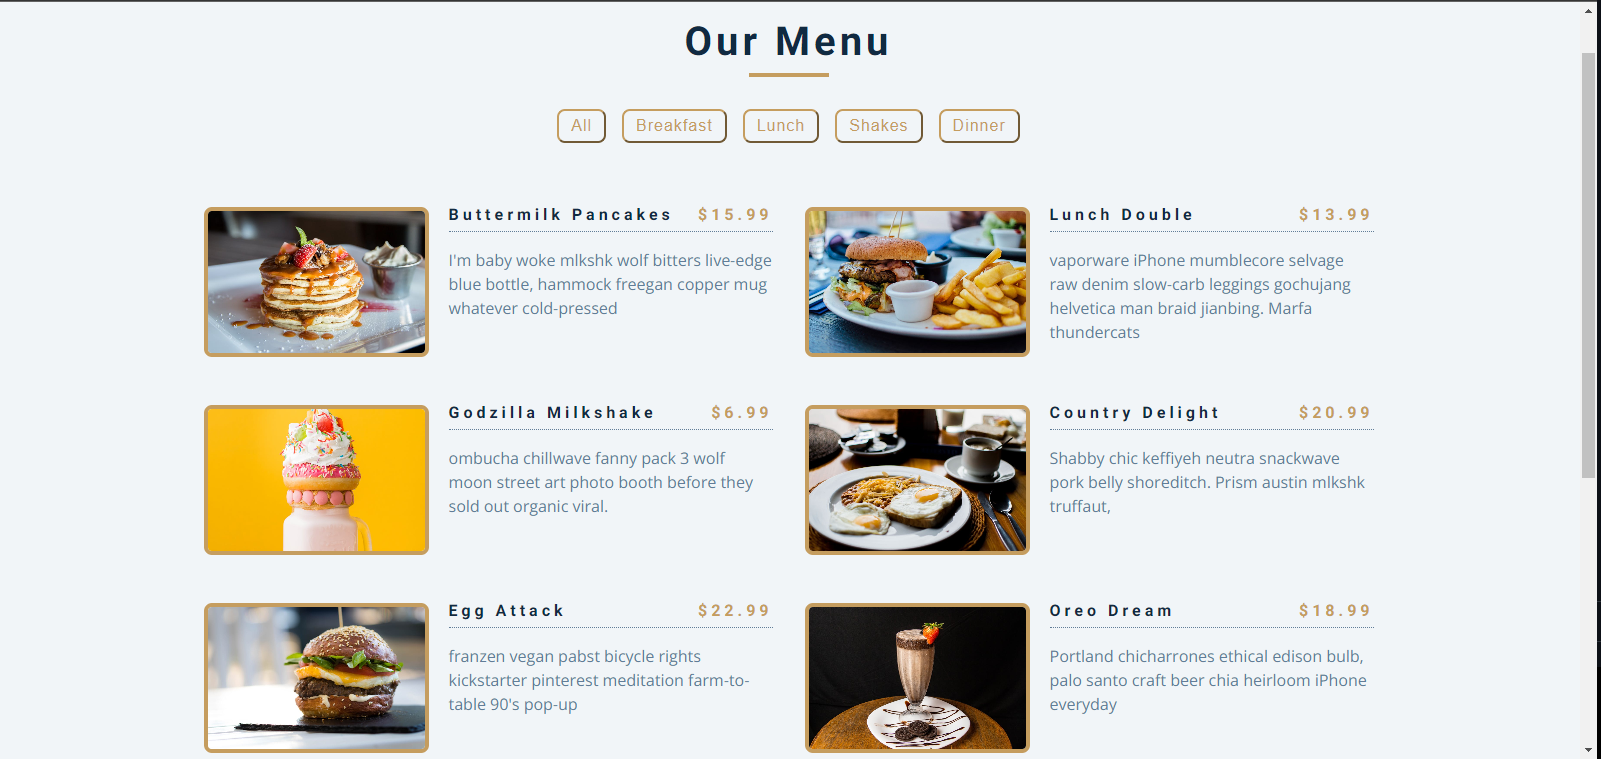 Our Menu
All
Breakfast
Lunch
Shakes
Dinner
Buttermilk Pancakes $15.99
I'm baby woke mlkshk wolf bitters live-edge
blue bottle, hammock freegan copper mug
whatever cold-pressed
Lunch Double $13.99
vaporware iPhone mumblecore selvage
raw denim slow-carb leggings gochujang
helvetica man braid jianbing. Marfa
thundercats
Godzilla Milkshake $6.99
ombucha chillwave fanny pack 3 wolf
moon street art photo booth before they
sold out organic viral.
Country Delight $20.99
Shabby chic keffiyeh neutra snackwave
pork belly shoreditch. Prism austin mlkshk
truffaut,
Egg Attack $22.99
franzen vegan pabst bicycle rights
kickstarter pinterest meditation farm-to-
table 90's pop-up
Oreo Dream $18.99
Portland chicharrones ethical edison bulb,
palo santo craft beer chia heirloom iPhone
everyday